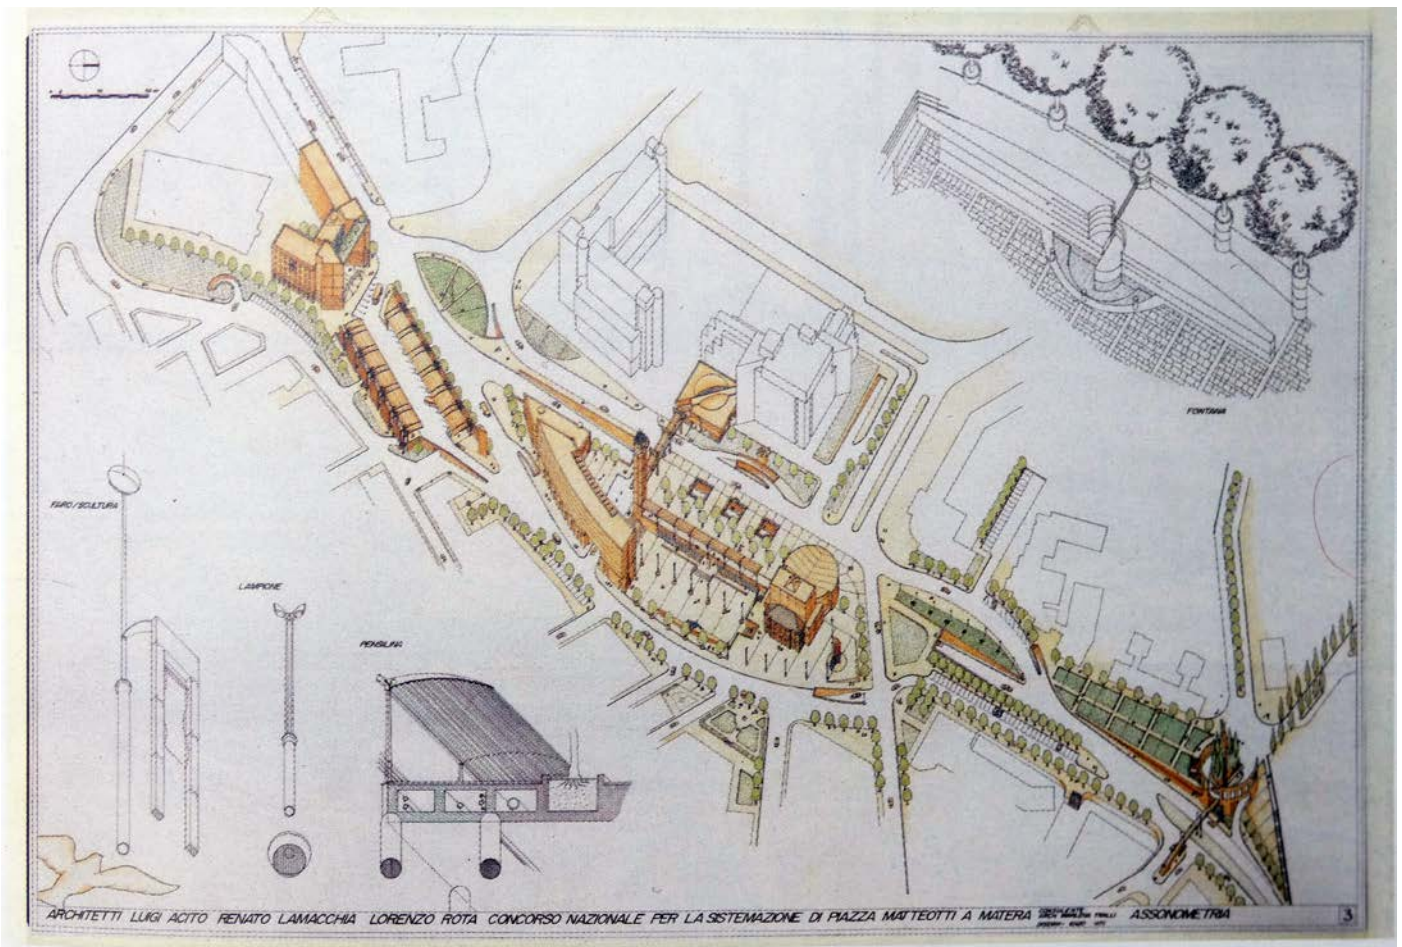 FONTANA
FARO/SCULTURA
LAMPIONE
PENSILINA
ARCHITETTI LUIGI ACITO RENATO LAMACCHIA LORENZO ROTA CONCORSO NAZIONALE PER LA SISTEMAZIONE DI PIAZZA MATTEOTTI A MATERA
ASSONOMETRIA
3